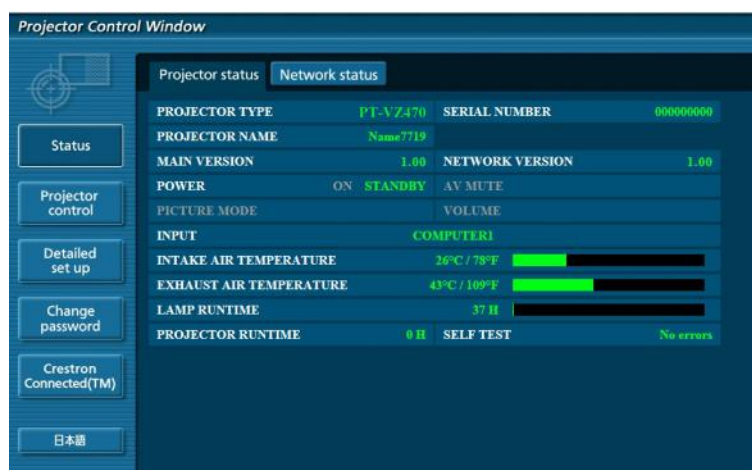 Projector Control Window
Projector status Network status
PROJECTOR TYPE PT-VZ470 SERIAL NUMBER 000000000
PROJECTOR NAME Name7719
Status
MAIN VERSION 1.00 NETWORK VERSION 1.00
POWER ON STANDBY AV MUTE
Projector
control
PICTURE MODE VOLUME
INPUT COMPUTER1
Detailed
set up
INTAKE AIR TEMPERATURE 26°C / 78°F
EXHAUST AIR TEMPERATURE 43°C / 109°F
Change
password
LAMP RUNTIME 37 H
PROJECTOR RUNTIME 0 H SELF TEST No errors
Crestron
Connected(TM)
日本語